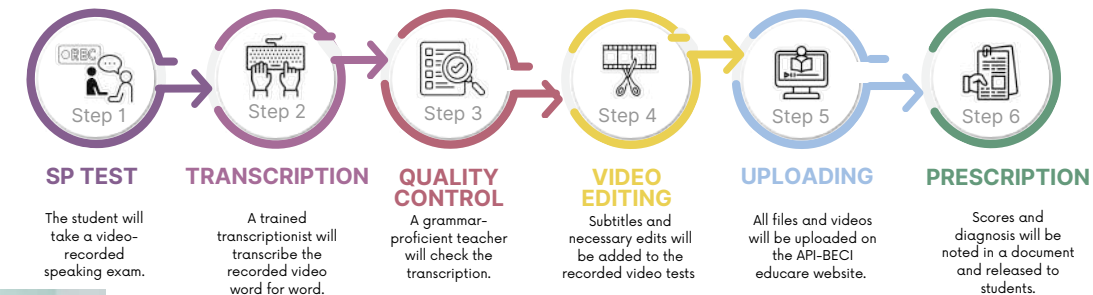 REC
Step 1
SP TEST
The student will
take a video-
recorded
speaking exam.
Step 2
TRANSCRIPTION
A trained
transcriptionist will
transcribe the
recorded video
word for word.
Step 3
QUALITY
CONTROL
A grammar-
proficient teacher
will check the
transcription.
Step 4
VIDEO
EDITING
Subtitles and
necessary edits will
be added to the
recorded video tests
Step 5
UPLOADING
All files and videos
will be uploaded on
the API-BECI
educare website.
Step 6
PRESCRIPTION
Scores and
diagnosis will be
noted in a document
and released to
students.